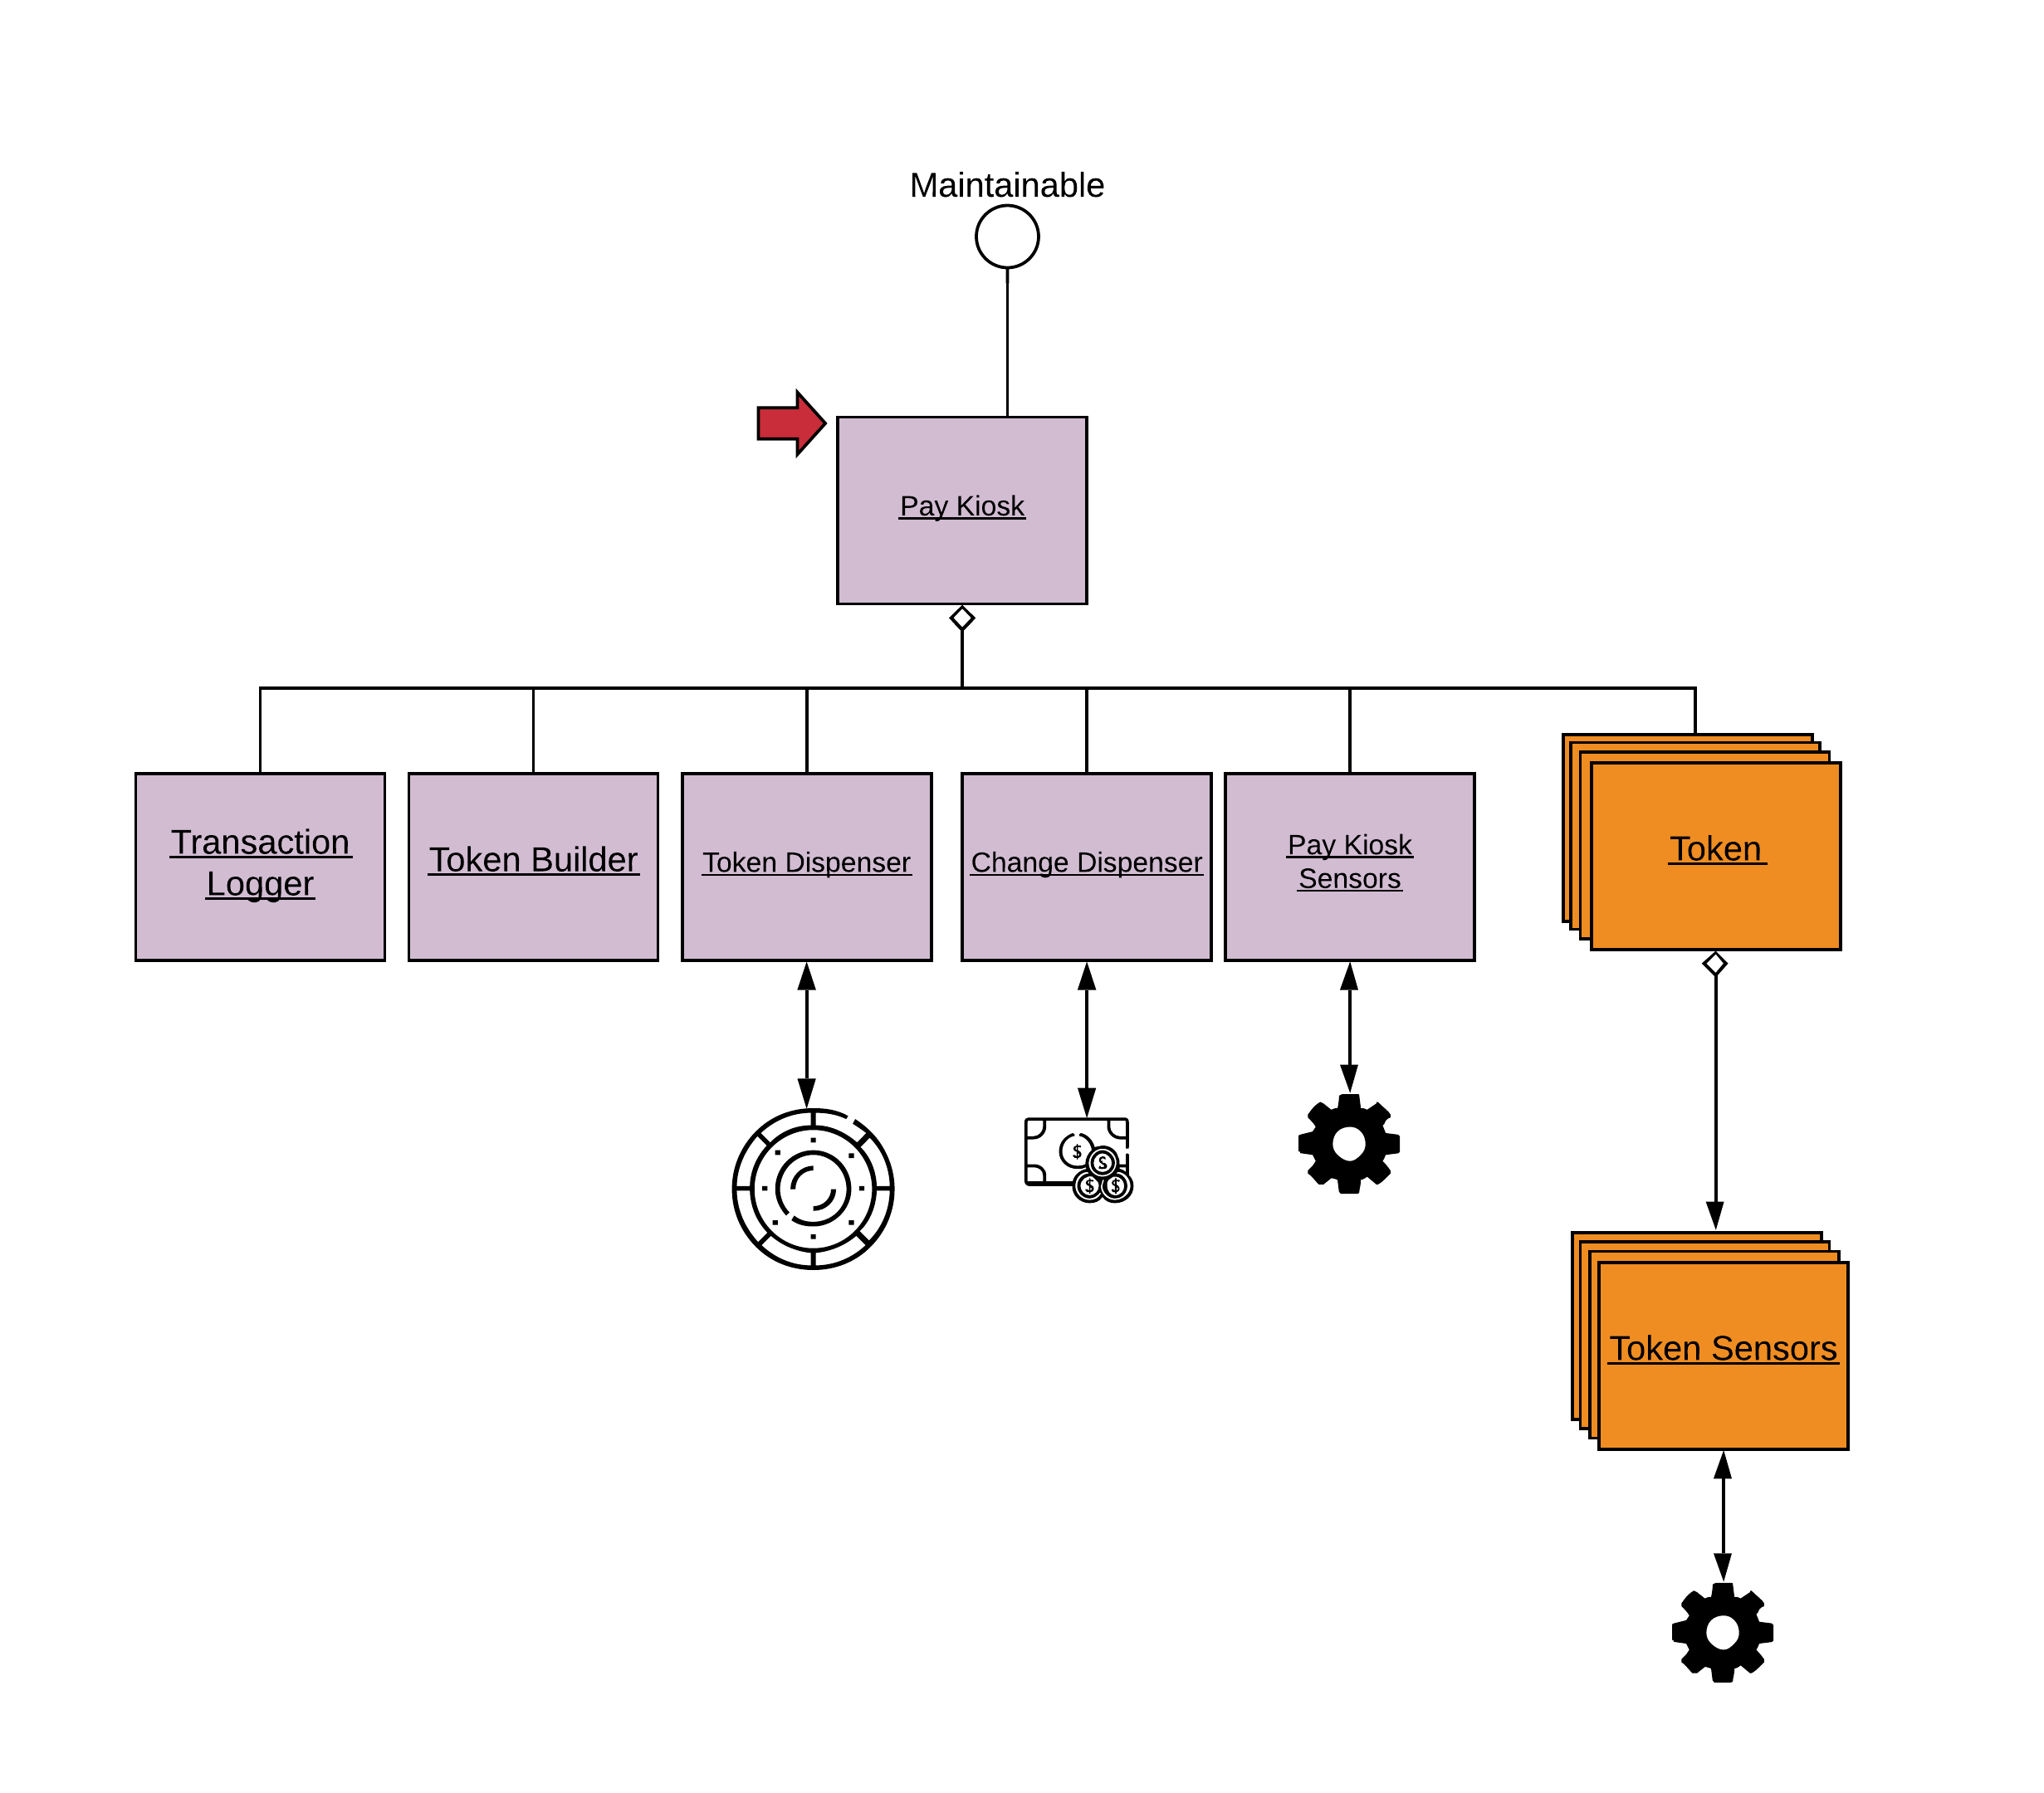 Maintainable
Pay Kiosk
Transaction
Logger
Token Builder
Token Dispenser
Change Dispenser
Pay Kiosk
Sensors
Token
$
$
$
$
Token Sensors